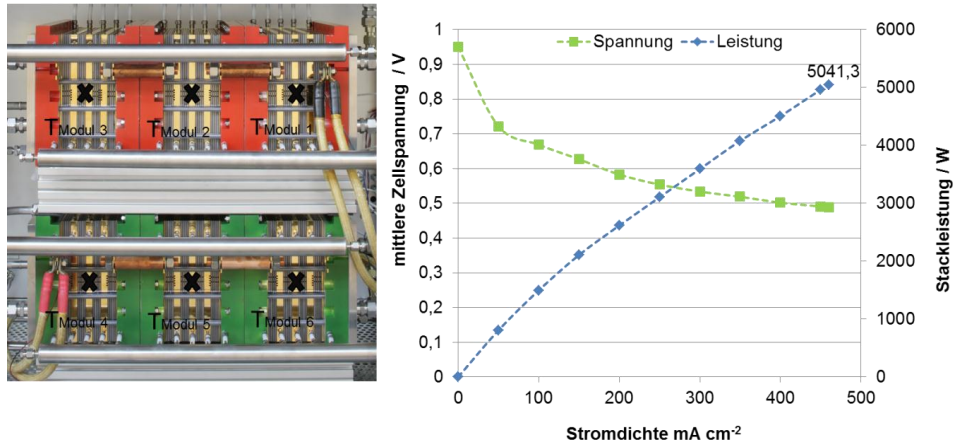 T Modul 3
T Modul 2
T Modul 1
T Modul 4
T Modul 5
T Modul 6
Spannung
Leistung
5041,3
mittlere Zellspannung / V
1
0,9
0,8
0,7
0,6
0,5
0,4
0,3
0,2
0,1
0
6000
5000
4000
3000
2000
1000
0
Stackleistung / W
0 100 200 300 400 500
Stromdichte mA cm⁻²